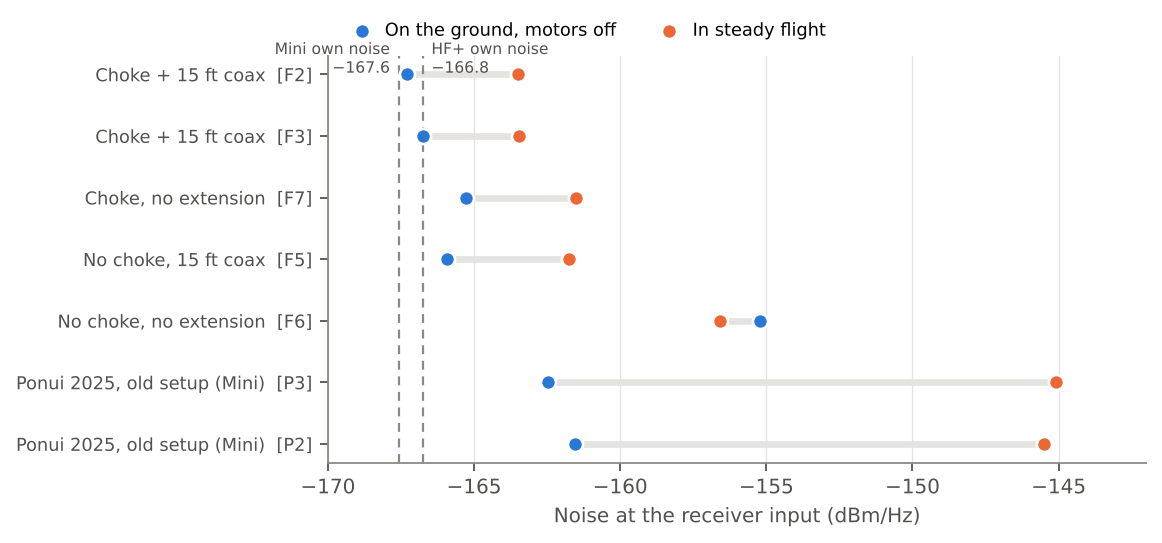 On the ground, motors off
In steady flight
Mini own noise
−167.6
HF+ own noise
−166.8
Choke + 15 ft coax [F2]
Choke + 15 ft coax [F3]
Choke, no extension [F7]
No choke, 15 ft coax [F5]
No choke, no extension [F6]
Ponui 2025, old setup (Mini) [P3]
Ponui 2025, old setup (Mini) [P2]
−170
−165
−160
−155
−150
−145
Noise at the receiver input (dBm/Hz)